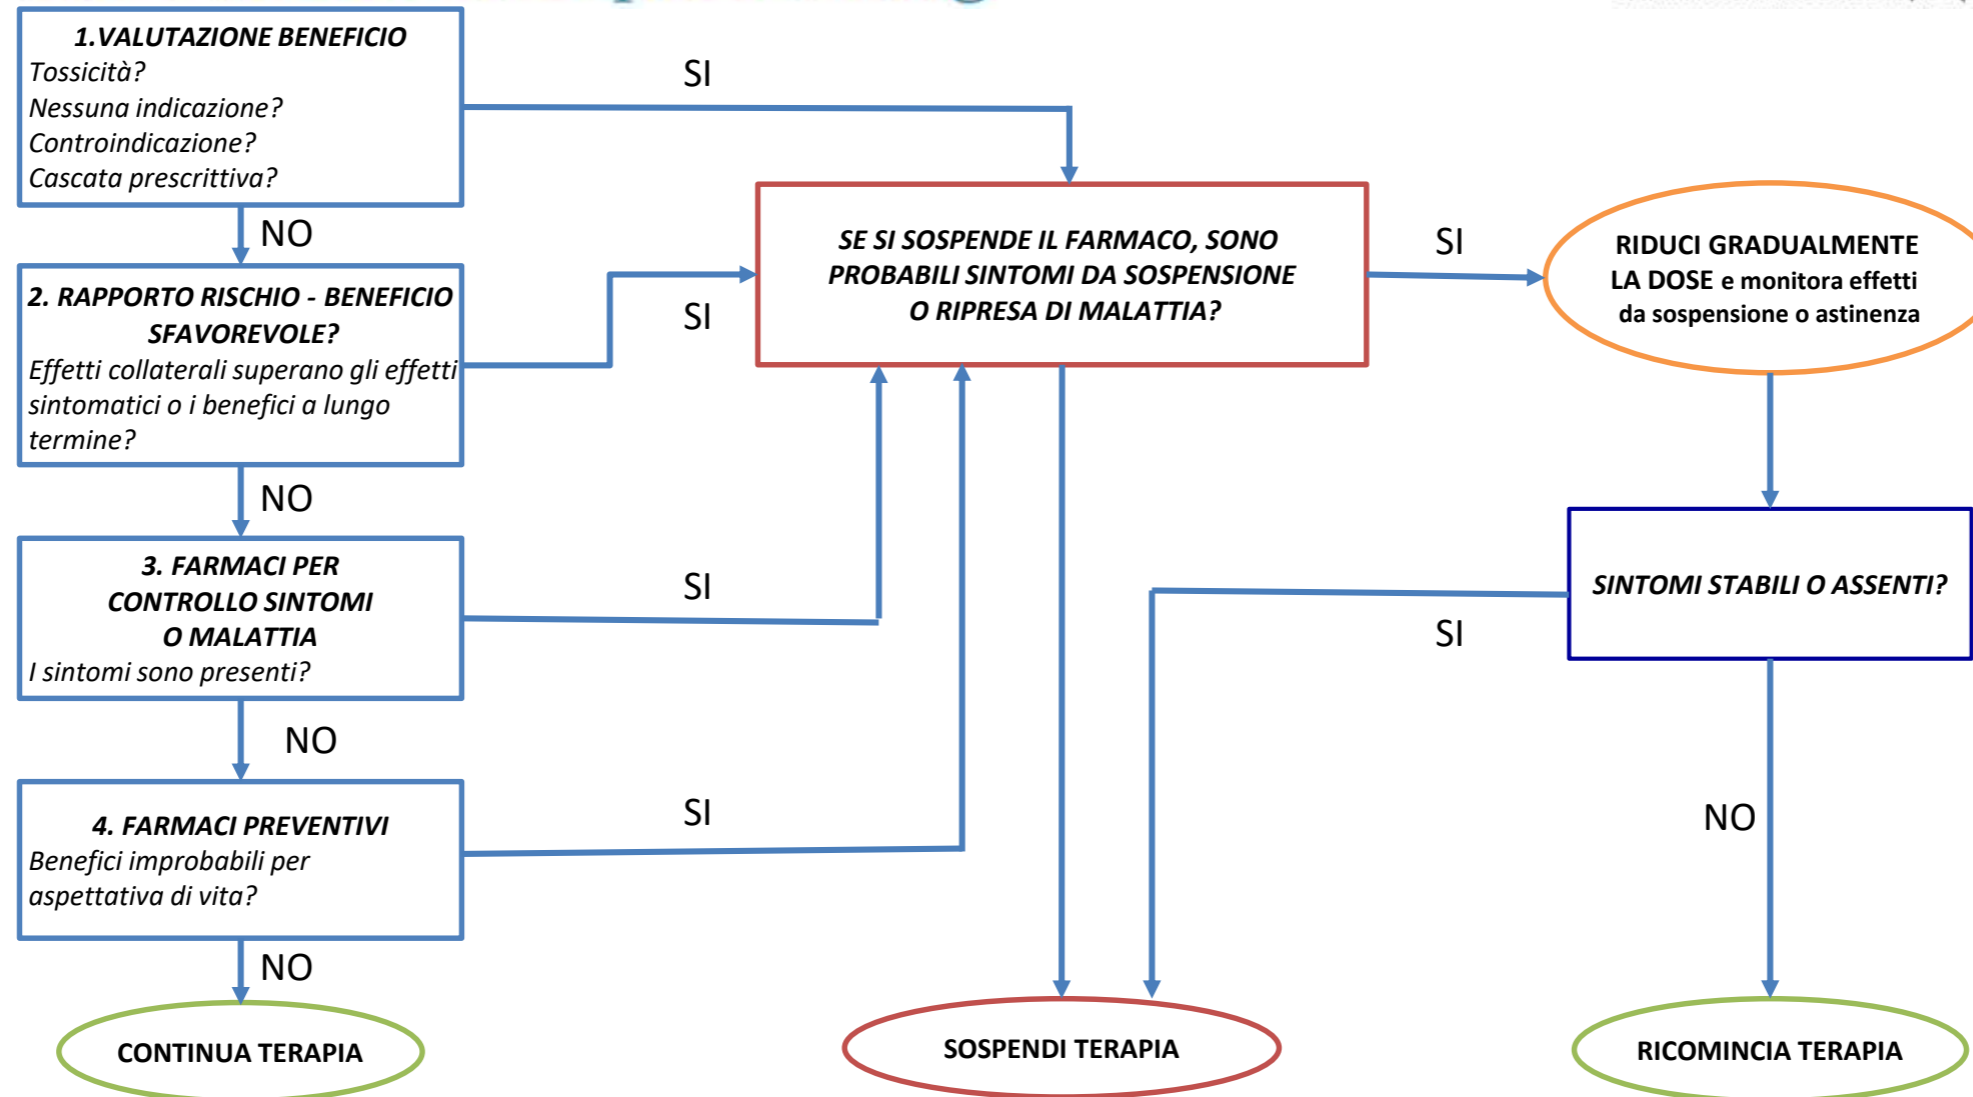 1.VALUTAZIONE BENEFICIO
Tossicità?
Nessuna indicazione?
Controindicazione?
Cascata prescrittiva?
SI
NO
2. RAPPORTO RISCHIO - BENEFICIO
SFAVOREVOLE?
Effetti collaterali superano gli effetti
sintomatici o i benefici a lungo
termine?
SI
NO
3. FARMACI PER
CONTROLLO SINTOMI
O MALATTIA
I sintomi sono presenti?
SI
NO
4. FARMACI PREVENTIVI
Benefici improbabili per
aspettativa di vita?
SI
NO
CONTINUA TERAPIA
SE SI SOSPENDE IL FARMACO, SONO
PROBABILI SINTOMI DA SOSPENSIONE
O RIPRESA DI MALATTIA?
SI
RIDUCI GRADUALMENTE
LA DOSE e monitora effetti
da sospensione o astinenza
SINTOMI STABILI O ASSENTI?
SI
NO
SOSPENDI TERAPIA
RICOMINCIA TERAPIA